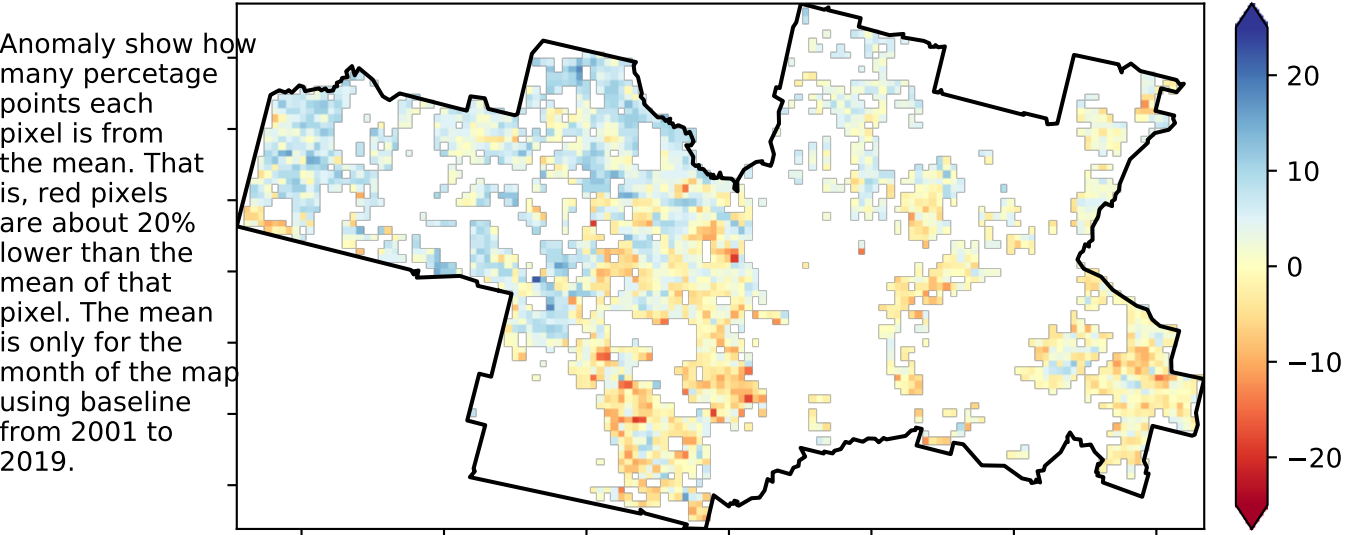 Anomaly show how
many percetage
points each
pixel is from
the mean. That
is, red pixels
are about 20%
lower than the
mean of that
pixel. The mean
is only for the
month of the map
using baseline
from 2001 to
2019.
20
10
0
−10
−20